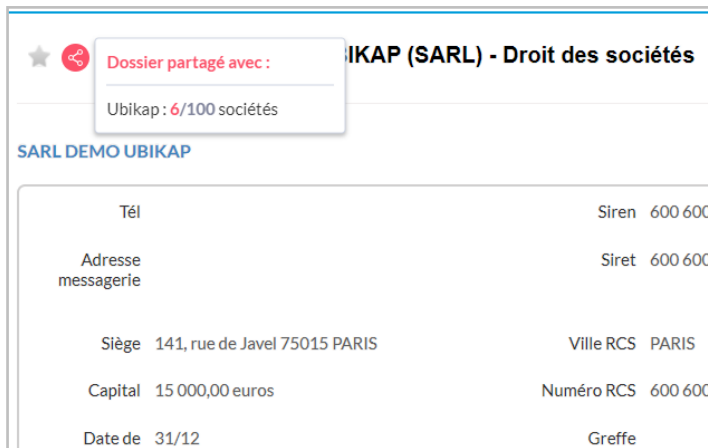 IKAP (SARL) - Droit des sociétés
Dossier partagé avec :
Ubikap : 6/100 sociétés
SARL DEMO UBIKAP
Tél
Siren 600 600
Adresse
messagerie
Siret 600 600
Siège 141, rue de Javel 75015 PARIS
Ville RCS PARIS
Capital 15 000,00 euros
Numéro RCS 600 600
Date de 31/12
Greffe